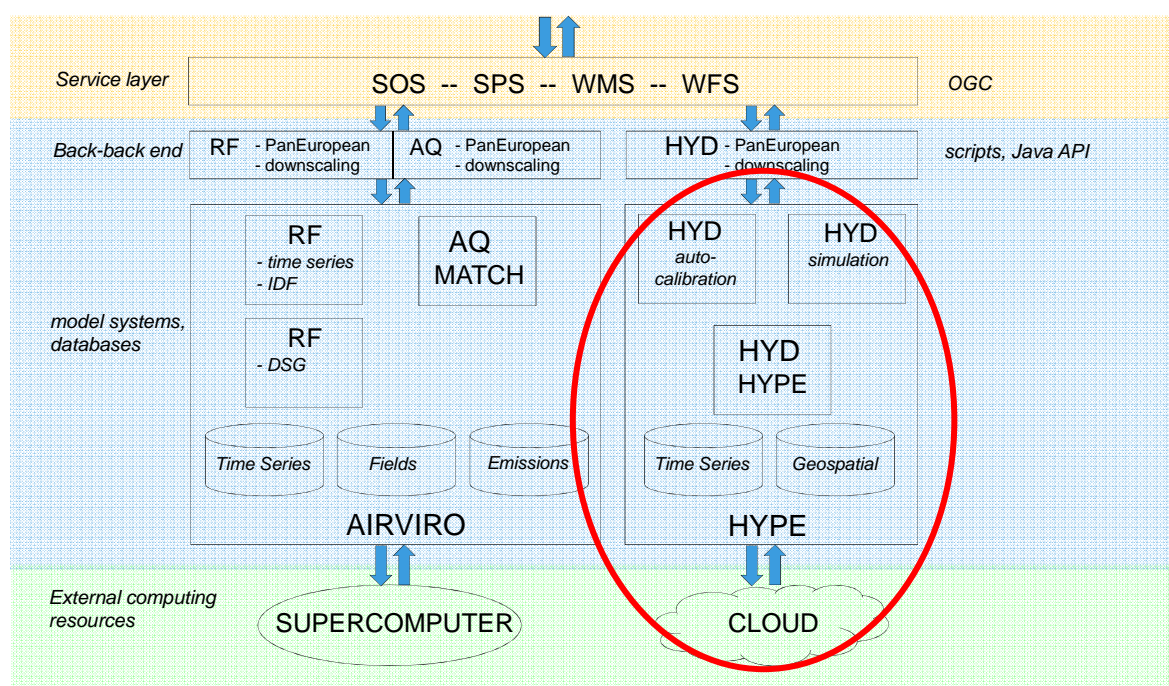 Service layer
SOS -- SPS -- WMS -- WFS
OGC
Back-back end
RF - PanEuropean
- downscaling
AQ - PanEuropean
- downscaling
HYD - PanEuropean
- downscaling
scripts, Java API
model systems,
databases
RF
- time series
- IDF
AQ
MATCH
RF
- DSG
Time Series
Fields
Emissions
AIRVIRO
HYD
auto-
calibration
HYD
simulation
HYD
HYPE
Time Series
Geospatial
HYPE
External computing
resources
SUPERCOMPUTER
CLOUD